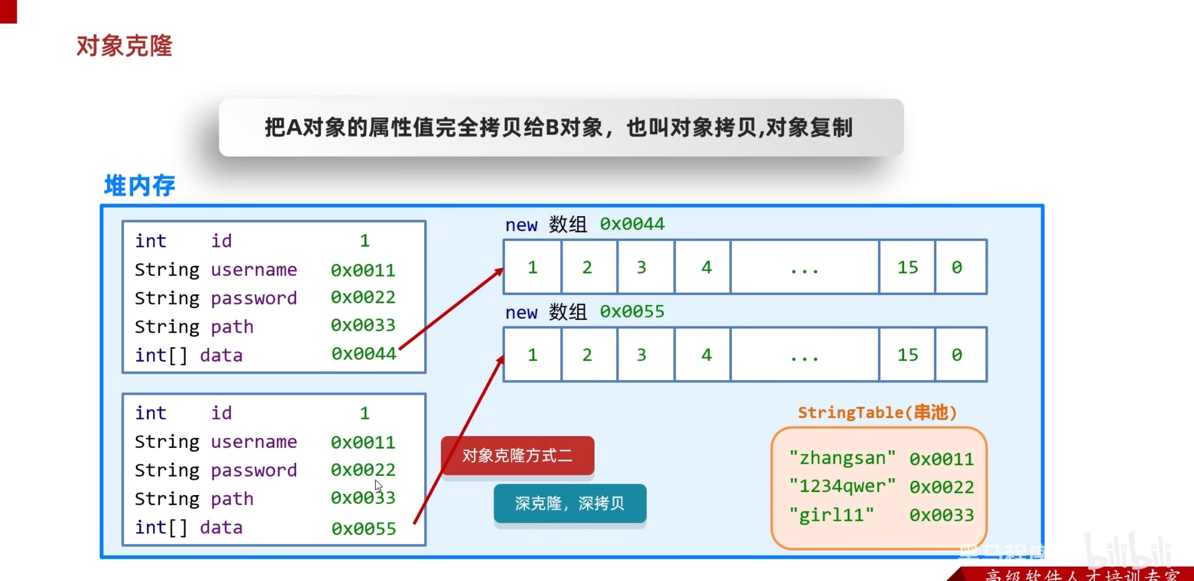 对象克隆
把A对象的属性值完全拷贝给B对象，也叫对象拷贝,对象复制
堆内存
int id 1
String username 0x0011
String password 0x0022
String path 0x0033
int[] data 0x0044
new 数组 0x0044
1 2 3 4 ... 15 0
new 数组 0x0055
1 2 3 4 ... 15 0
int id 1
String username 0x0011
String password 0x0022
String path 0x0033
int[] data 0x0055
对象克隆方式二
深克隆，深拷贝
StringTable(串池)
"zhangsan" 0x0011
"1234qwer" 0x0022
"girl11" 0x0033
bilibili
高级软件人才培训专家